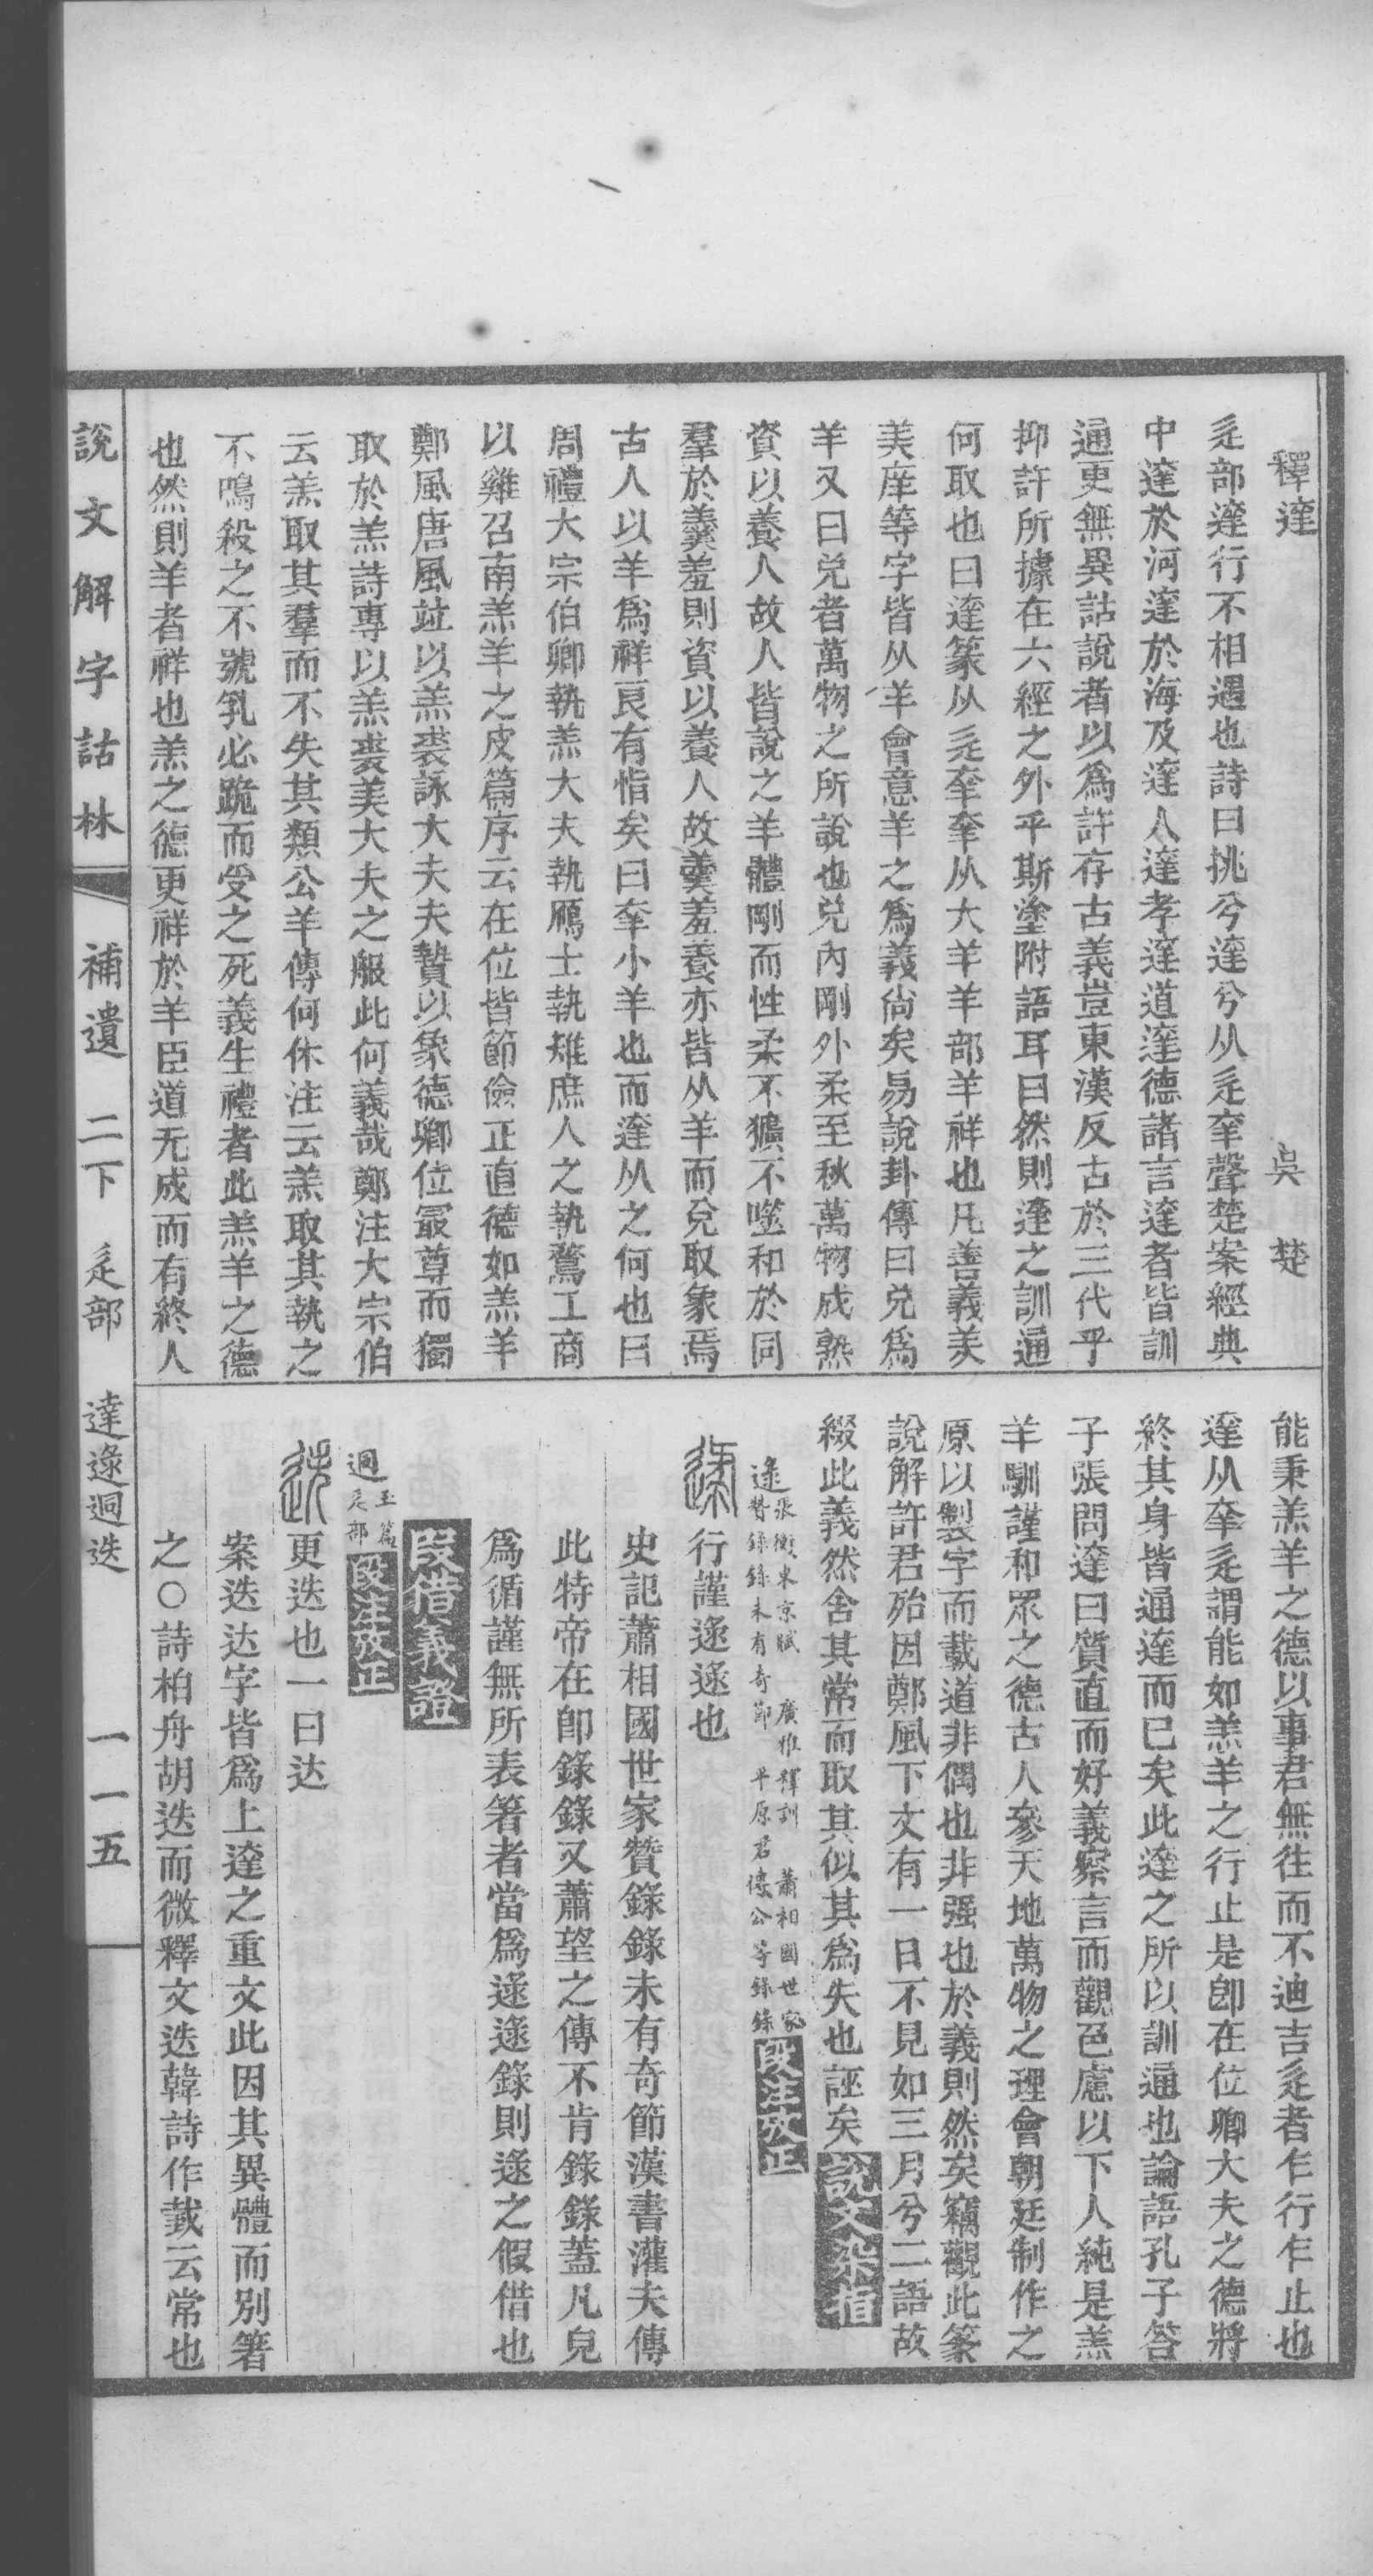 釋達　吳楚
辵部達行不相遇也詩曰挑兮達兮从辵羍聲楚案經典
中達於河達於海及達人達孝達道達德諸言達者皆訓
通更無異詁說者以爲許存古義豈東漢反古於三代乎
抑許所據在六經之外乎斯塗附語耳曰然則達之訓通
何取也曰達篆从辵羍羍从大羊羊部羊祥也凡善義美
美庠等字皆从羊會意羊之爲義尙矣易說卦傳曰兌爲
羊又曰兌者萬物之所說也兌內剛外柔至秋萬物成熟
資以養人故人皆說之羊體剛而性柔不獷不噬和於同
羣於羹羞則資以養人故羹羞養亦皆从羊而兌取象焉
古人以羊爲祥良有恉矣曰羍小羊也而達从之何也曰
周禮大宗伯卿執羔大夫執鴈士執雉庶人之執鶩工商
以雞召南羔羊之皮篇序云在位皆節儉正直德如羔羊
鄭風唐風竝以羔裘詠大夫夫贄以象德卿位最尊而獨
取於羔詩專以羔裘美大夫之服此何義哉鄭注大宗伯
云羔取其羣而不失其類公羊傳何休注云羔取其執之
不鳴殺之不號乳必跪而受之死義生禮者此羔羊之德
也然則羊者祥也羔之德更祥於羊臣道无成而有終人
能秉羔羊之德以事君無往而不迪吉辵者乍行乍止也
達从羍辵謂能如羔羊之行止是卽在位卿大夫之德將
終其身皆通達而已矣此達之所以訓通也論語孔子答
子張問達曰質直而好義察言而觀色慮以下人純是羔
羊馴謹和眾之德古人參天地萬物之理會朝廷制作之
原以製字而載道非偶也非强也於義則然矣竊觀此篆
說解許君殆因鄭風下文有一日不見如三月兮二語故
綴此義然舍其常而取其似其爲失也誣矣說文染指
逯張衡東京賦　廣雅釋訓　蕭相國世家
贊錄錄未有奇節　平原君傳公等錄錄段注攷正
逯行謹逯逯也
史記蕭相國世家贊錄錄未有奇節漢書灌夫傳
此特帝在卽錄錄又蕭望之傳不肯錄錄蓋凡皃
爲循謹無所表箸者當爲逯逯錄則逯之假借也
叚借義證
迵玉篇
辵部段注攷正
迭更迭也一曰达
案迭达字皆爲上達之重文此因其異體而別箸
之〇詩柏舟胡迭而微釋文迭韓詩作臷云常也
說文解字詁林　補遺　二下　辵部　達逯迵迭　一一五